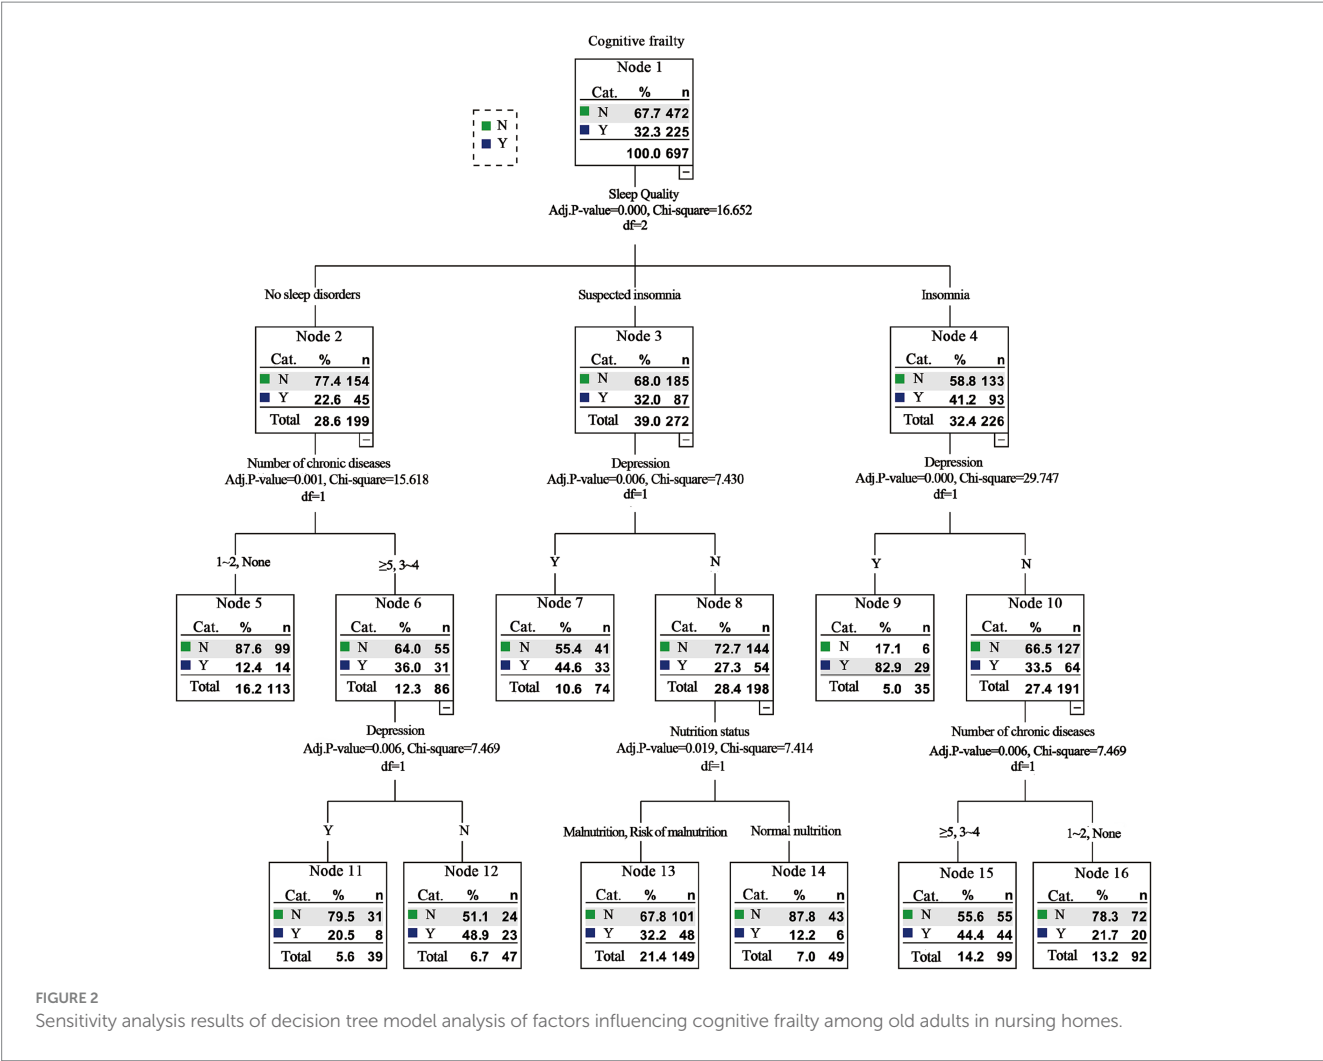 Cognitive frailty
Node 1
Cat. % n
N 67.7 472
Y 32.3 225
100.0 697
N
Y
Sleep Quality
Adj.P-value=0.000, Chi-square=16.652
df=2
No sleep disorders
Suspected insomnia
Insomnia
Node 2
Cat. % n
N 77.4 154
Y 22.6 45
Total 28.6 199
Node 3
Cat. % n
N 68.0 185
Y 32.0 87
Total 39.0 272
Node 4
Cat. % n
N 58.8 133
Y 41.2 93
Total 32.4 226
Number of chronic diseases
Adj.P-value=0.001, Chi-square=15.618
df=1
Depression
Adj.P-value=0.006, Chi-square=7.430
df=1
Depression
Adj.P-value=0.000, Chi-square=29.747
df=1
1~2, None
≥5, 3~4
Y
N
Y
N
Node 5
Cat. % n
N 87.6 99
Y 12.4 14
Total 16.2 113
Node 6
Cat. % n
N 64.0 55
Y 36.0 31
Total 12.3 86
Node 7
Cat. % n
N 55.4 41
Y 44.6 33
Total 10.6 74
Node 8
Cat. % n
N 72.7 144
Y 27.3 54
Total 28.4 198
Node 9
Cat. % n
N 17.1 6
Y 82.9 29
Total 5.0 35
Node 10
Cat. % n
N 66.5 127
Y 33.5 64
Total 27.4 191
Depression
Adj.P-value=0.006, Chi-square=7.469
df=1
Nutrition status
Adj.P-value=0.019, Chi-square=7.414
df=1
Number of chronic diseases
Adj.P-value=0.006, Chi-square=7.469
df=1
Y
N
Malnutrition, Risk of malnutrition
Normal nultrition
≥5, 3~4
1~2, None
Node 11
Cat. % n
N 79.5 31
Y 20.5 8
Total 5.6 39
Node 12
Cat. % n
N 51.1 24
Y 48.9 23
Total 6.7 47
Node 13
Cat. % n
N 67.8 101
Y 32.2 48
Total 21.4 149
Node 14
Cat. % n
N 87.8 43
Y 12.2 6
Total 7.0 49
Node 15
Cat. % n
N 55.6 55
Y 44.4 44
Total 14.2 99
Node 16
Cat. % n
N 78.3 72
Y 21.7 20
Total 13.2 92
FIGURE 2
Sensitivity analysis results of decision tree model analysis of factors influencing cognitive frailty among old adults in nursing homes.